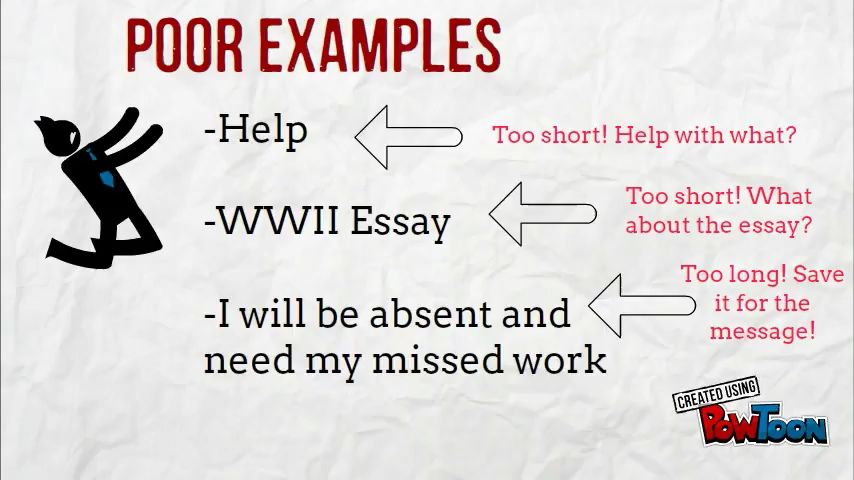 POOR EXAMPLES
-Help
Too short! Help with what?
-WWII Essay
Too short! What
about the essay?
-I will be absent and
need my missed work
Too long! Save
it for the
message!
CREATED USING
POWTOON